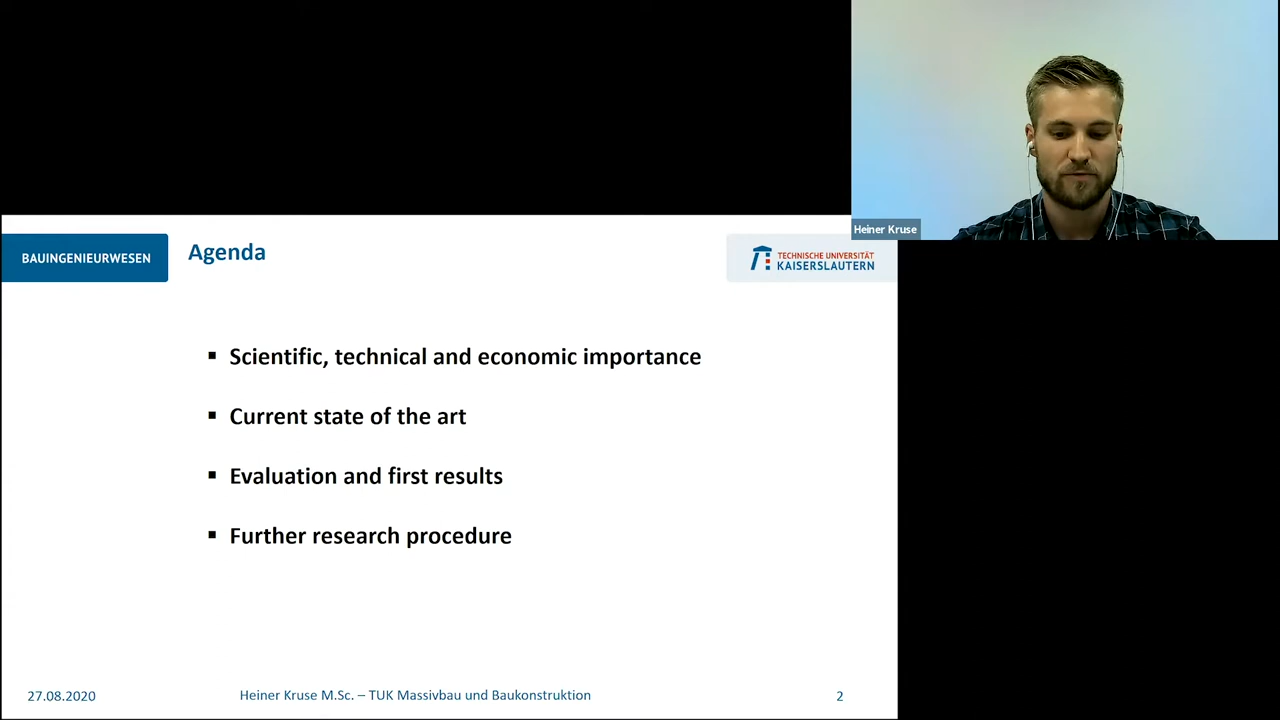 Heiner Kruse
BAUINGENIEURWESEN
Agenda
TECHNISCHE UNIVERSITÄT
KAISERSLAUTERN
▪ Scientific, technical and economic importance
▪ Current state of the art
▪ Evaluation and first results
▪ Further research procedure
27.08.2020
Heiner Kruse M.Sc. – TUK Massivbau und Baukonstruktion
2